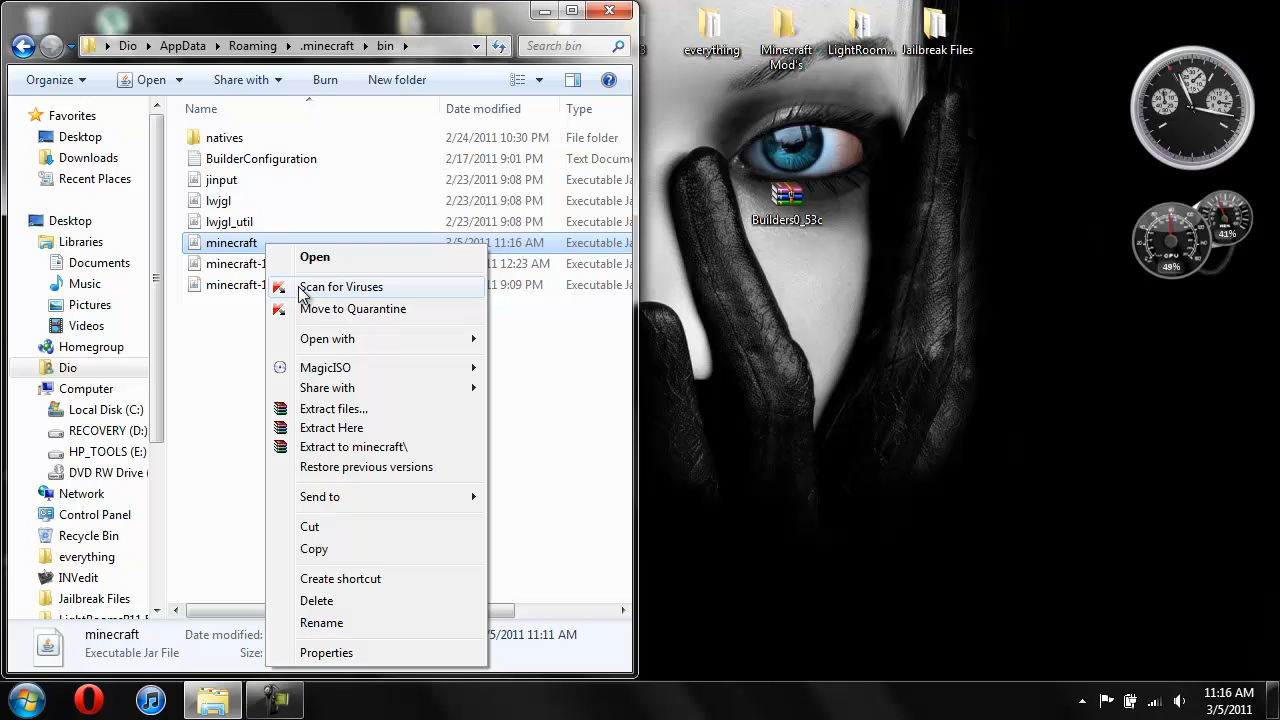 Dio
AppData
Roaming
.minecraft
bin
Search bin
Organize
Open
Share with
Burn
New folder
Name
Date modified
Type
Favorites
Desktop
Downloads
Recent Places
Desktop
Libraries
Documents
Music
Pictures
Videos
Homegroup
Dio
Computer
Local Disk (C:)
RECOVERY (D:)
HP_TOOLS (E:)
DVD RW Drive
Network
Control Panel
Recycle Bin
everything
INVedit
Jailbreak Files
natives 2/24/2011 10:30 PM File folder
BuilderConfiguration 2/17/2011 9:01 PM Text Docume
jinput 2/23/2011 9:08 PM Executable Ja
lwjgl 2/23/2011 9:08 PM Executable Ja
lwjgl_util 2/23/2011 9:08 PM Executable Ja
minecraft 3/5/2011 11:16 AM Executable Ja
minecraft-1 12:23 AM Executable Ja
minecraft-1 9:09 PM Executable Ja
Open
Scan for Viruses
Move to Quarantine
Open with
MagicISO
Share with
Extract files...
Extract Here
Extract to minecraft\
Restore previous versions
Send to
Cut
Copy
Create shortcut
Delete
Rename
Properties
minecraft Date modified: /5/2011 11:11 AM
Executable Jar File Size:
everything
Minecraft
Mod's
LightRoom...
Jailbreak Files
Builders0_53c
41%
49%
11:16 AM
3/5/2011